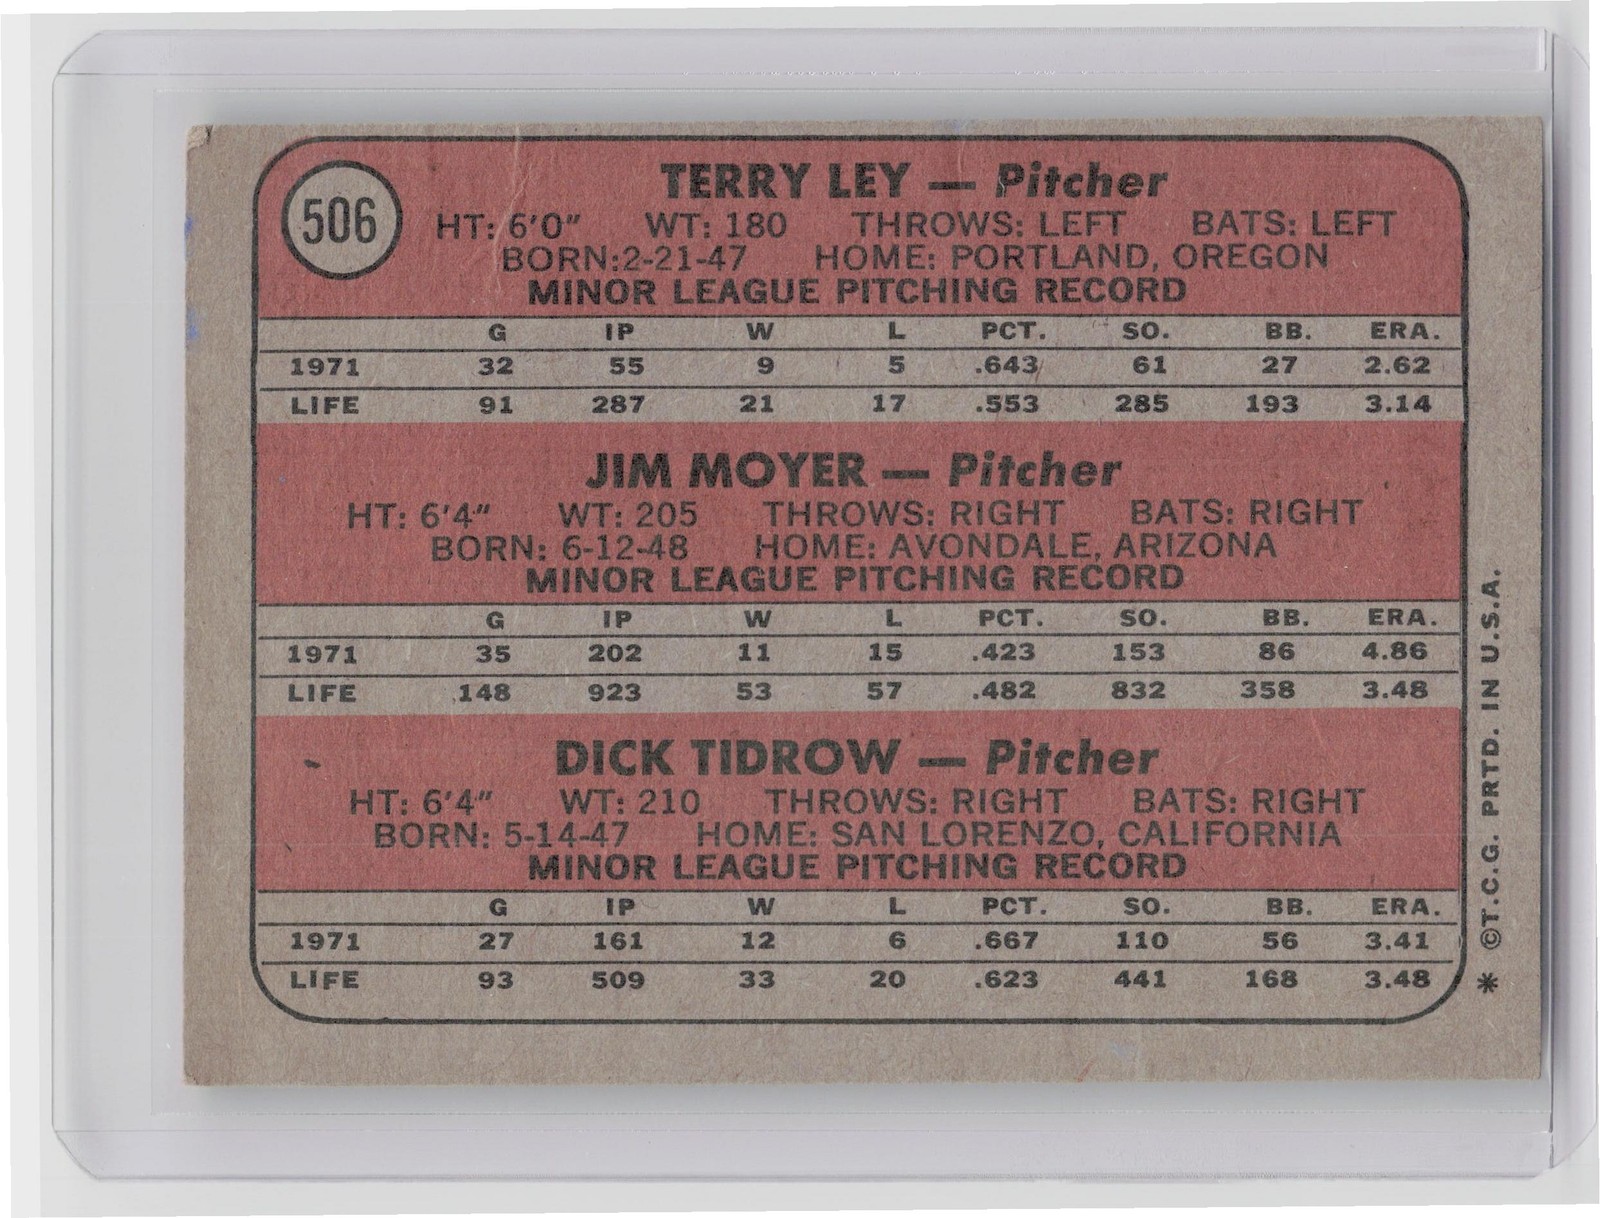 506
TERRY LEY — Pitcher
HT: 6'0" WT: 180 THROWS: LEFT BATS: LEFT
BORN:2-21-47 HOME: PORTLAND, OREGON
MINOR LEAGUE PITCHING RECORD
G IP W L PCT. SO. BB. ERA.
1971 32 55 9 5 .643 61 27 2.62
LIFE 91 287 21 17 .553 285 193 3.14
JIM MOYER — Pitcher
HT: 6'4" WT: 205 THROWS: RIGHT BATS: RIGHT
BORN: 6-12-48 HOME: AVONDALE, ARIZONA
MINOR LEAGUE PITCHING RECORD
G IP W L PCT. SO. BB. ERA.
1971 35 202 11 15 .423 153 86 4.86
LIFE 148 923 53 57 .482 832 358 3.48
DICK TIDROW — Pitcher
HT: 6'4" WT: 210 THROWS: RIGHT BATS: RIGHT
BORN: 5-14-47 HOME: SAN LORENZO, CALIFORNIA
MINOR LEAGUE PITCHING RECORD
G IP W L PCT. SO. BB. ERA.
1971 27 161 12 6 .667 110 56 3.41
LIFE 93 509 33 20 .623 441 168 3.48
* ©T.C.G. PRTD. IN U.S.A.